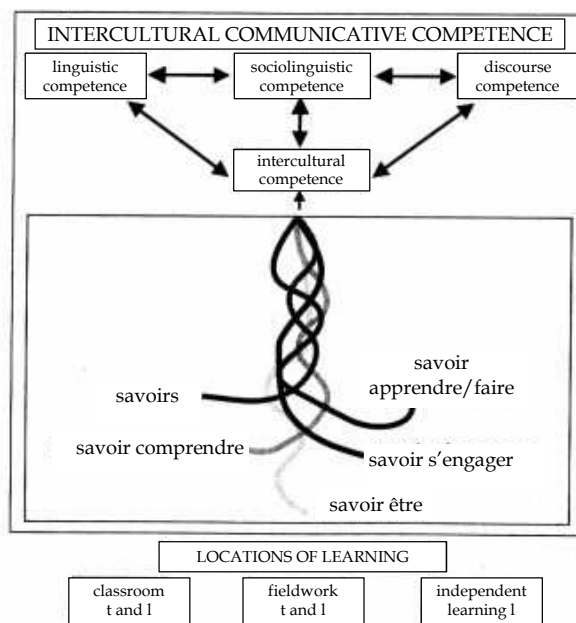 INTERCULTURAL COMMUNICATIVE COMPETENCE
linguistic
competence
sociolinguistic
competence
discourse
competence
intercultural
competence
savoir
apprendre/faire
savoirs
savoir comprendre
savoir s'engager
savoir être
LOCATIONS OF LEARNING
classroom
t and l
fieldwork
t and l
independent
learning l